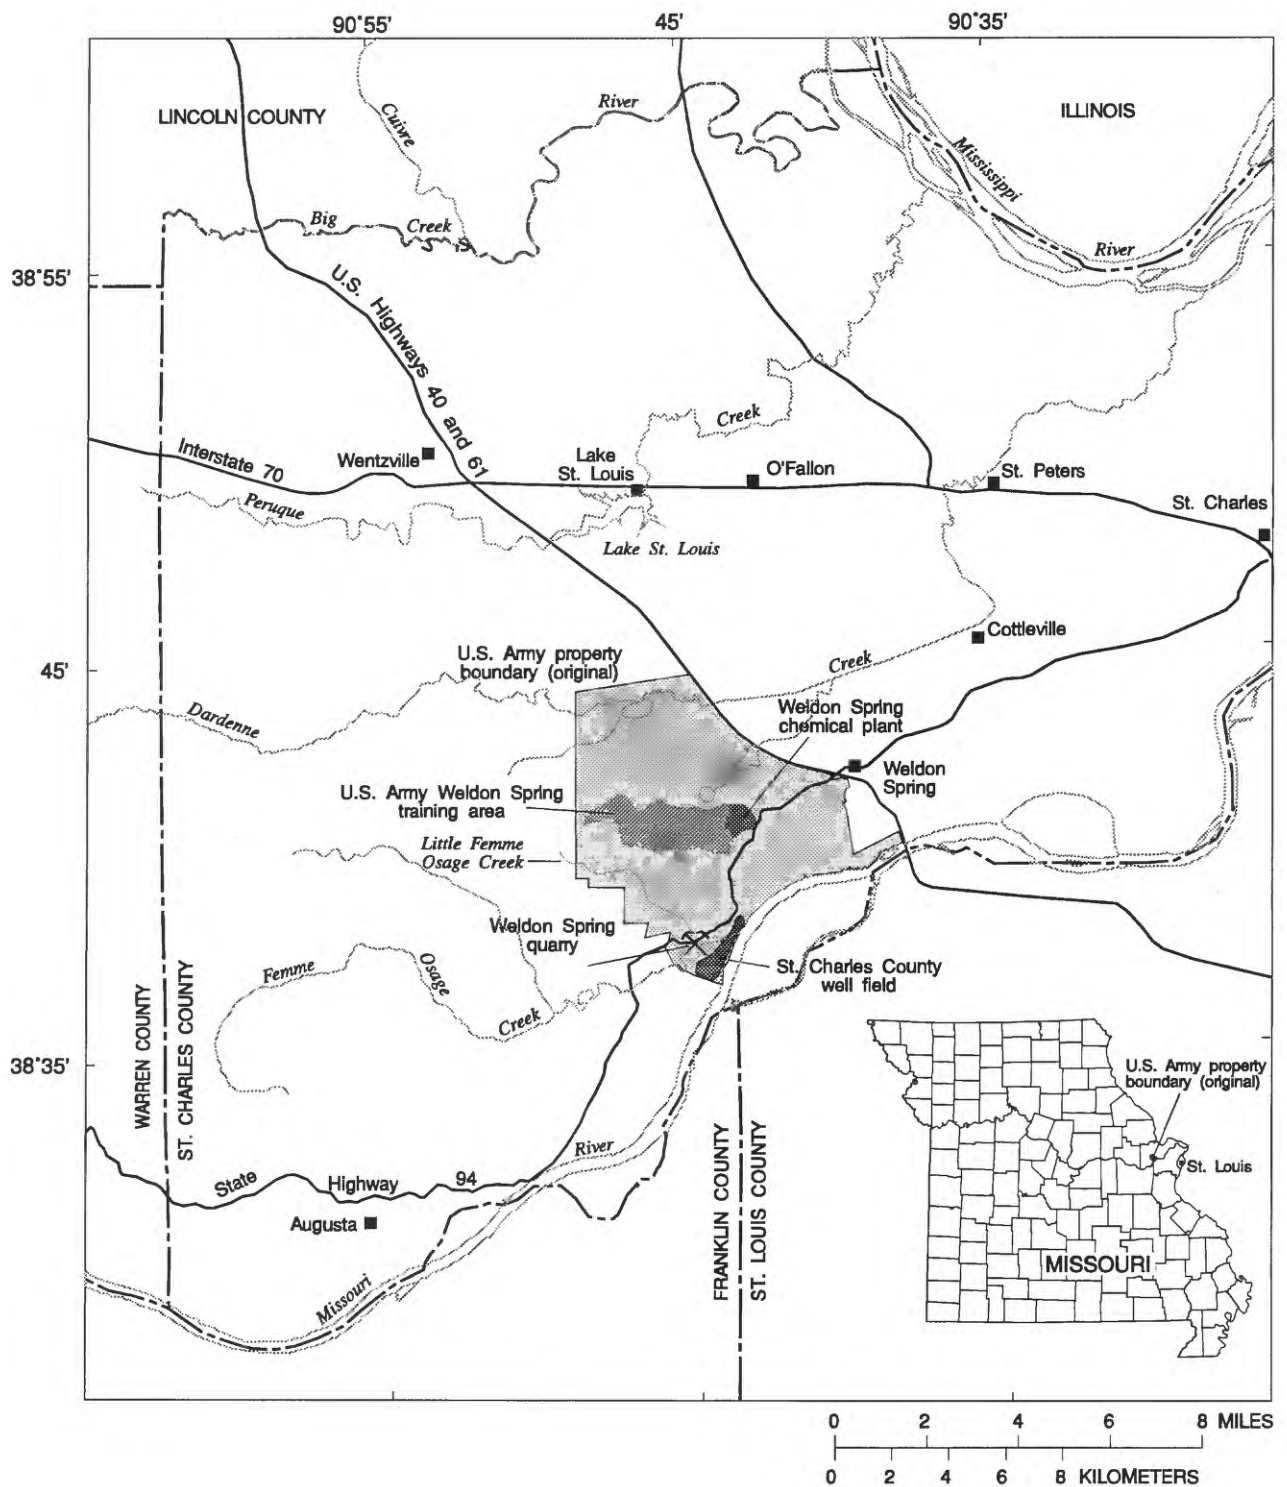 90°55'
45'
90°35'
LINCOLN COUNTY
Cuivre
River
ILLINOIS
Mississippi
River
Big
Creek
38°55'
U.S. Highways 40 and 61
Creek
Interstate 70
Wentzville
Lake
St. Louis
O'Fallon
St. Peters
St. Charles
Peruque
Lake St. Louis
Cottleville
45'
U.S. Army property
boundary (original)
Creek
Dardenne
Weldon Spring
chemical plant
Weldon
Spring
U.S. Army Weldon Spring
training area
Little Femme
Osage Creek
Weldon Spring
quarry
St. Charles County
well field
Femme
Osage
Creek
WARREN COUNTY
ST. CHARLES COUNTY
38°35'
U.S. Army property
boundary (original)
St. Louis
MISSOURI
River
State
Highway
94
Augusta
FRANKLIN COUNTY
ST. LOUIS COUNTY
Missouri
0 2 4 6 8 MILES
0 2 4 6 8 KILOMETERS